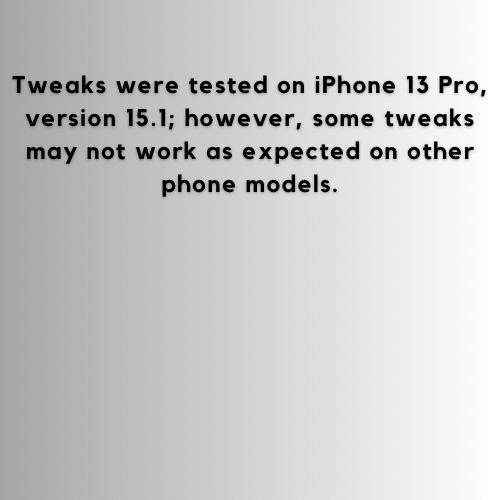 Tweaks were tested on iPhone 13 Pro,
version 15.1; however, some tweaks
may not work as expected on other
phone models.